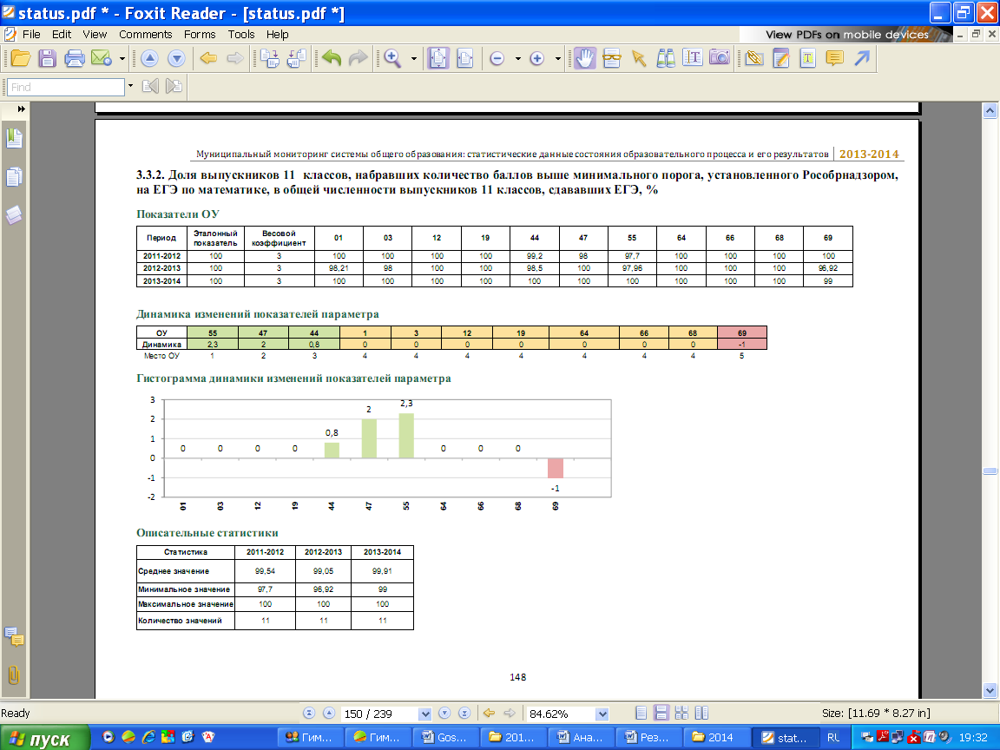 status.pdf * - Foxit Reader - [status.pdf *]
File Edit View Comments Forms Tools Help
View PDFs on mobile devices
Find
Муниципальный мониторинг системы общего образования: статистические данные состояния образовательного процесса и его результатов 2013-2014
3.3.2. Доля выпускников 11 классов, набравших количество баллов выше минимального порога, установленного Рособрнадзором,
на ЕГЭ по математике, в общей численности выпускников 11 классов, сдававших ЕГЭ, %
Показатели ОУ
Период Эталонный показатель Весовой коэффициент 01 03 12 19 44 47 55 64 66 68 69
2011-2012 100 3 100 100 100 100 99,2 98 97,7 100 100 100 100
2012-2013 100 3 98,21 98 100 100 98,5 100 97,96 100 100 100 96,92
2013-2014 100 3 100 100 100 100 100 100 100 100 100 100 99
Динамика изменений показателей параметра
ОУ 55 47 44 1 3 12 19 64 66 68 69
Динамика 2,3 2 0,8 0 0 0 0 0 0 0 -1
Место ОУ 1 2 3 4 4 4 4 4 4 4 5
Гистограмма динамики изменений показателей параметра
3
2
1
0
-1
-2
0 0 0 0 0,8 2 2,3 0 0 0 -1
01 03 12 19 44 47 55 64 66 68 69
Описательные статистики
Статистика 2011-2012 2012-2013 2013-2014
Среднее значение 99,54 99,05 99,91
Минимальное значение 97,7 96,92 99
Максимальное значение 100 100 100
Количество значений 11 11 11
148
Ready 150 / 239 84.62% Size: [11.69 * 8.27 in]
пуск Гим... Гим... Gos... 201... Ана... Рез... 2014 stat... RU 19:32